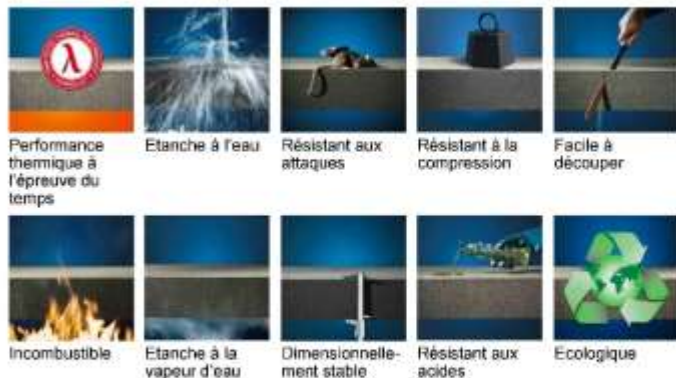 λ
Performance
thermique à
l'épreuve du
temps
Etanche à l'eau
Résistant aux
attaques
Résistant à la
compression
Facile à
découper
Incombustible
Etanche à la
vapeur d'eau
Dimensionnelle-
ment stable
Résistant aux
acides
Ecologique